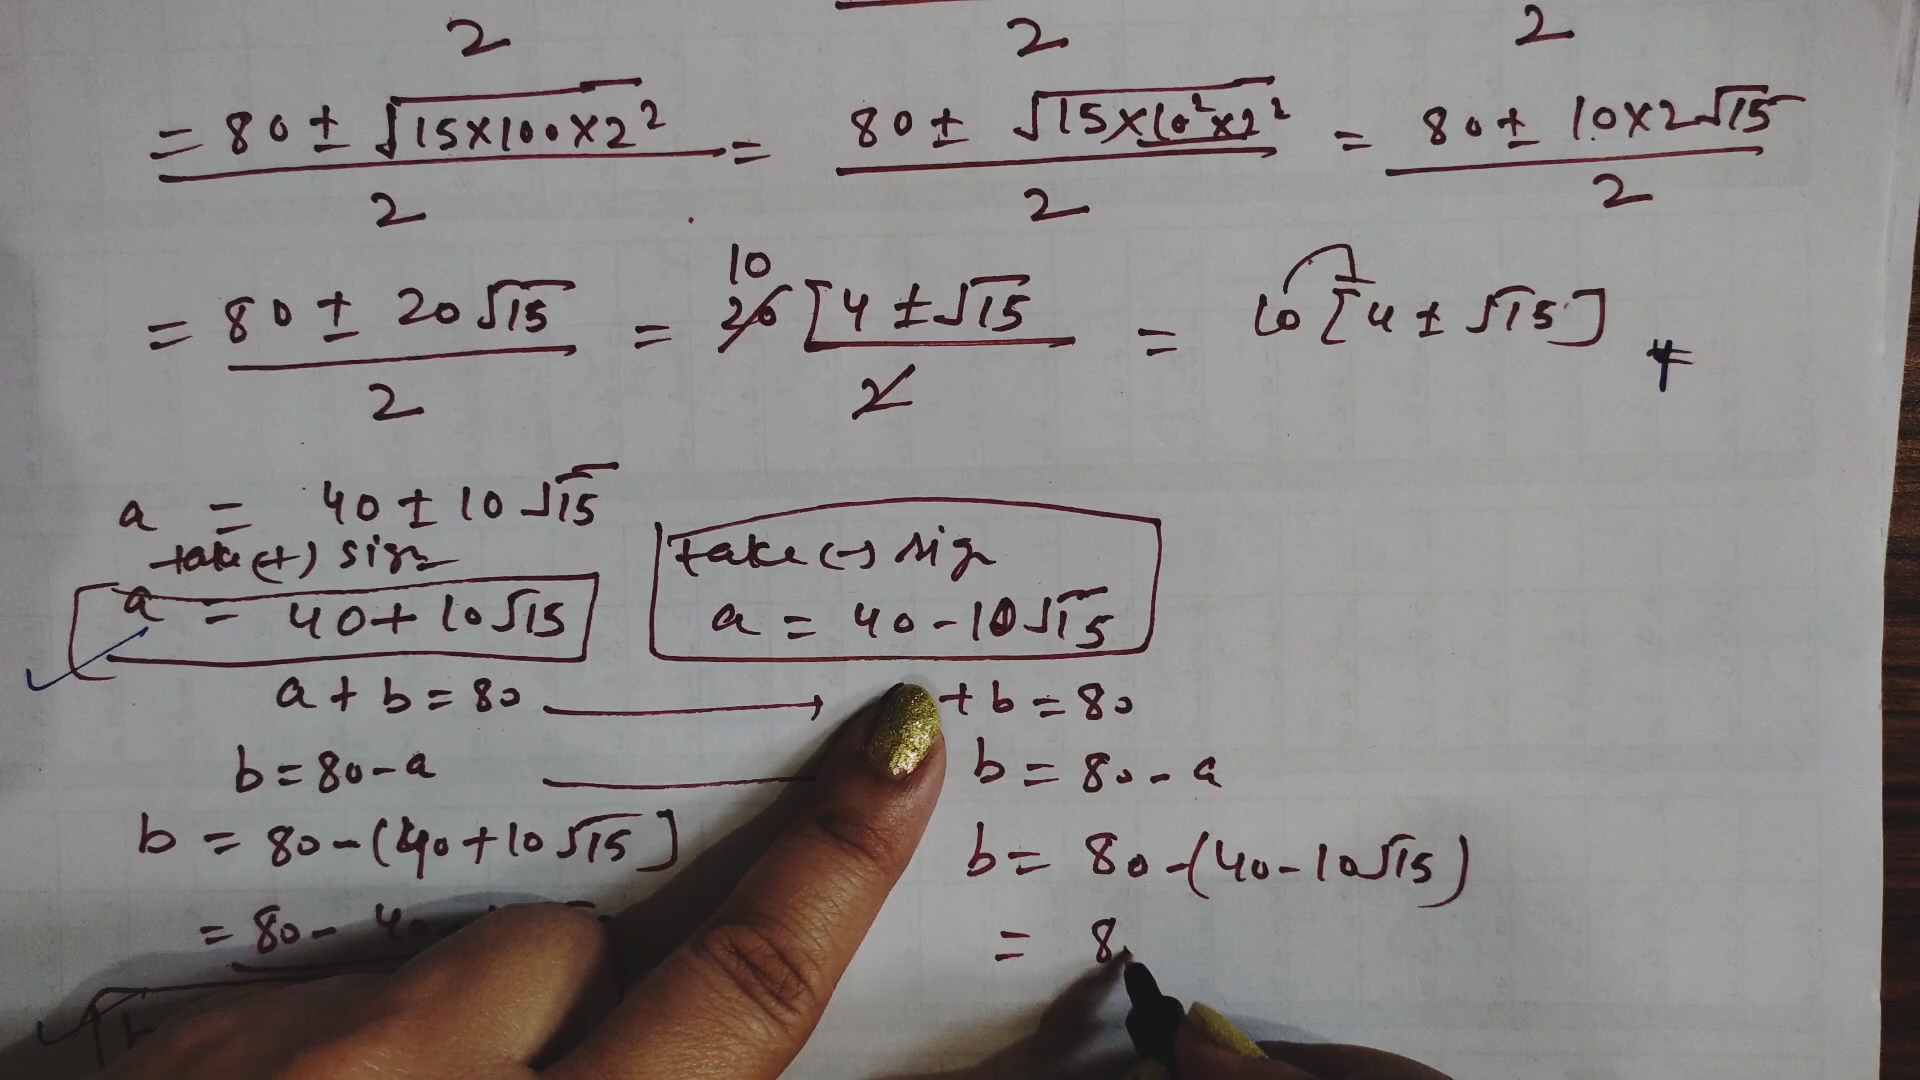 2 2 2
= 80 ± √15×100×2² = 80 ± √15×10²×2² = 80 ± 10×2√15
2 2 2
10
= 80 ± 20√15 = 20 [4 ± √15 = 10 [4 ± √15]
2 2
a = 40 ± 10√15
take (+) sign take (-) sign
a = 40 + 10√15 a = 40 - 10√15
a + b = 80 → + b = 80
b = 80 - a b = 80 - a
b = 80 - (40 + 10√15] b = 80 - (40 - 10√15)
= 80 - 40 = 8